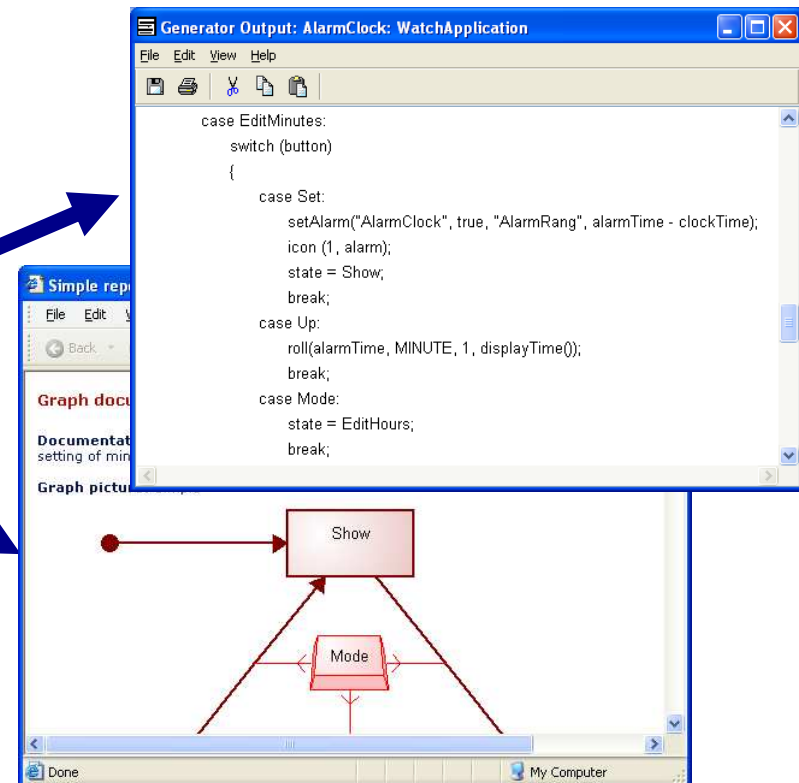 Generator Output: AlarmClock: WatchApplication
File Edit View Help
case EditMinutes:
switch (button)
{
case Set:
setAlarm("AlarmClock", true, "AlarmRang", alarmTime - clockTime);
icon (1, alarm);
state = Show;
break;
case Up:
roll(alarmTime, MINUTE, 1, displayTime());
break;
case Mode:
state = EditHours;
break;
Simple rep
File Edit
Back
Graph docu
Documentat
setting of min
Graph pictu
Show
Mode
Done
My Computer